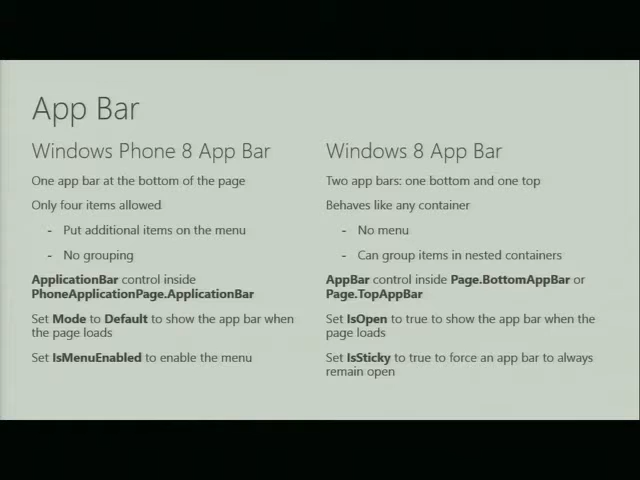 App Bar
Windows Phone 8 App Bar
One app bar at the bottom of the page
Only four items allowed
- Put additional items on the menu
- No grouping
ApplicationBar control inside
PhoneApplicationPage.ApplicationBar
Set Mode to Default to show the app bar when
the page loads
Set IsMenuEnabled to enable the menu
Windows 8 App Bar
Two app bars: one bottom and one top
Behaves like any container
- No menu
- Can group items in nested containers
AppBar control inside Page.BottomAppBar or
Page.TopAppBar
Set IsOpen to true to show the app bar when the
page loads
Set IsSticky to true to force an app bar to always
remain open